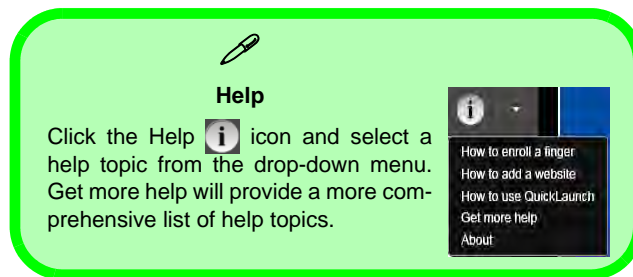 Help
Click the Help i icon and select a
help topic from the drop-down menu.
Get more help will provide a more com-
prehensive list of help topics.
i
How to enroll a finger
How to add a website
How to use QuickLaunch
Get more help
About